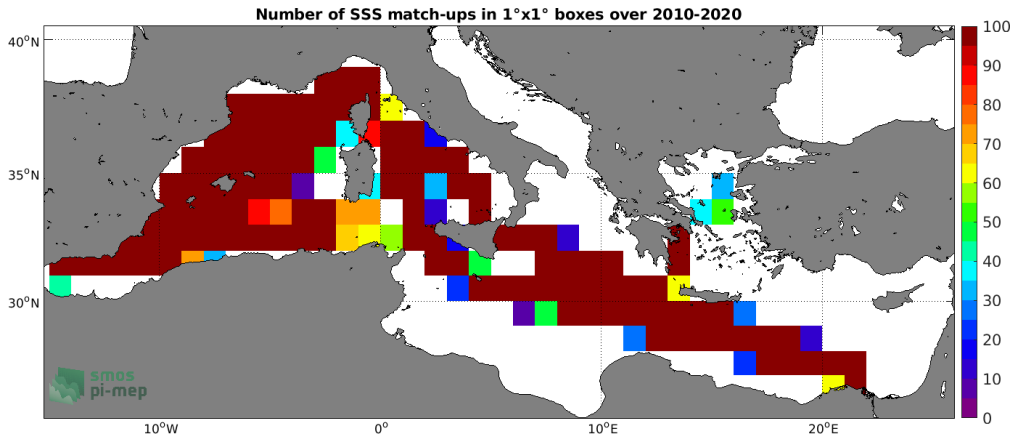 Number of SSS match-ups in 1°x1° boxes over 2010-2020
40°N
35°N
30°N
10°W
0°
10°E
20°E
100
90
80
70
60
50
40
30
20
10
0
smos
pi-mep